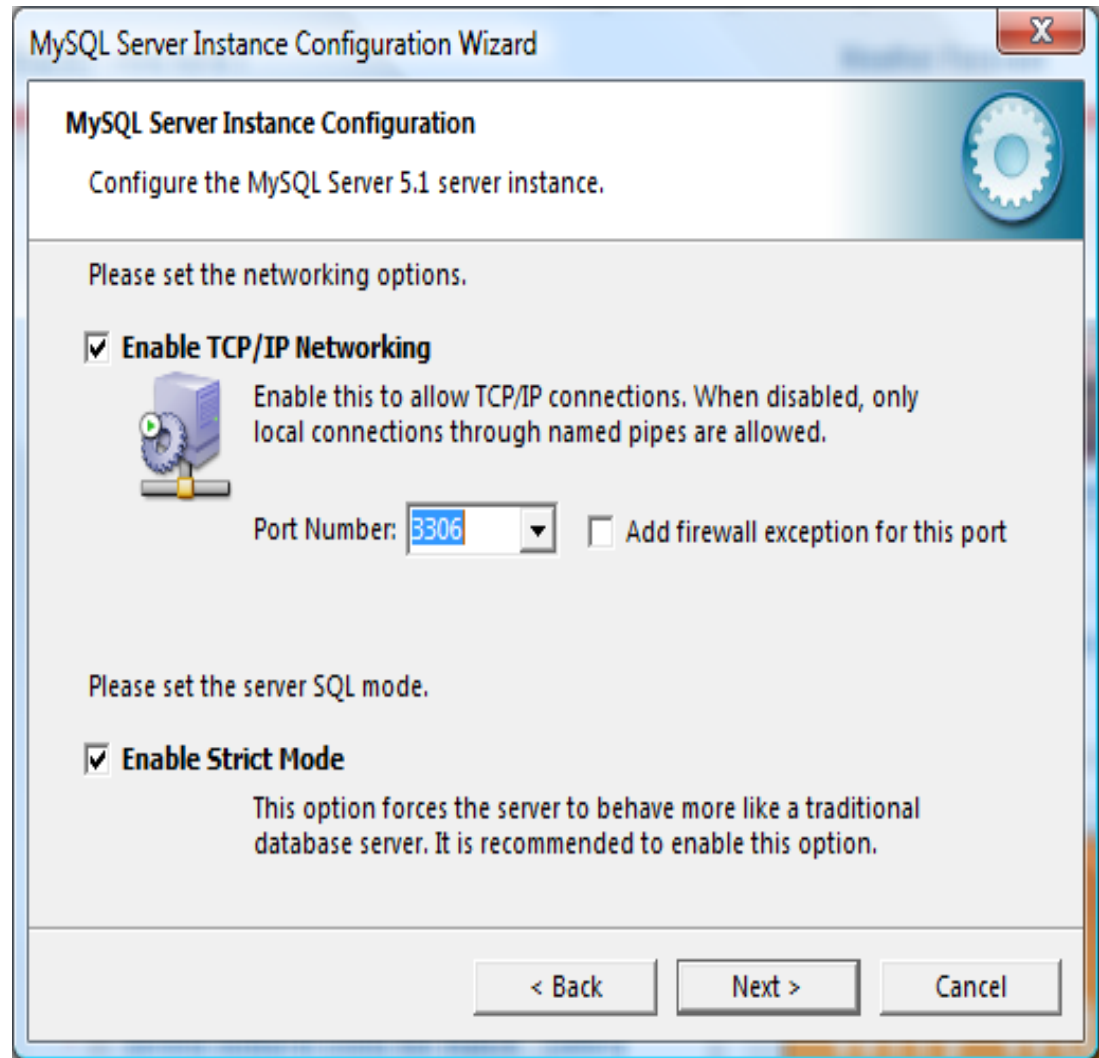 MySQL Server Instance Configuration Wizard
X
MySQL Server Instance Configuration
Configure the MySQL Server 5.1 server instance.
Please set the networking options.
Enable TCP/IP Networking
Enable this to allow TCP/IP connections. When disabled, only
local connections through named pipes are allowed.
Port Number: 3306 Add firewall exception for this port
Please set the server SQL mode.
Enable Strict Mode
This option forces the server to behave more like a traditional
database server. It is recommended to enable this option.
< Back Next > Cancel